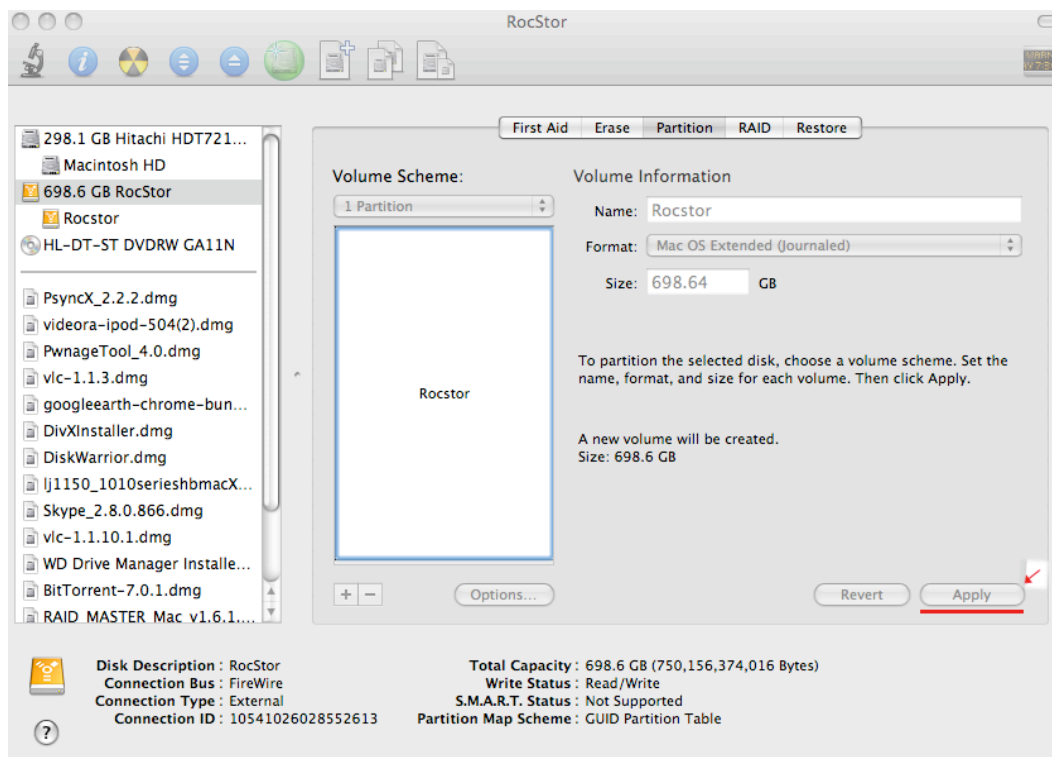 RocStor
298.1 GB Hitachi HDT721...
Macintosh HD
698.6 GB RocStor
Rocstor
HL-DT-ST DVDRW GA11N
PsyncX_2.2.2.dmg
videora-ipod-504(2).dmg
PwnageTool_4.0.dmg
vlc-1.1.3.dmg
googleearth-chrome-bun...
DivXInstaller.dmg
DiskWarrior.dmg
lj1150_1010serieshbmacX...
Skype_2.8.0.866.dmg
vlc-1.1.10.1.dmg
WD Drive Manager Installe...
BitTorrent-7.0.1.dmg
RAID MASTER Mac v1.6.1....
First Aid Erase Partition RAID Restore
Volume Scheme:
1 Partition
Rocstor
Options...
Volume Information
Name: Rocstor
Format: Mac OS Extended (Journaled)
Size: 698.64 GB
To partition the selected disk, choose a volume scheme. Set the
name, format, and size for each volume. Then click Apply.
A new volume will be created.
Size: 698.6 GB
Revert Apply
Disk Description : RocStor
Connection Bus : FireWire
Connection Type : External
Connection ID : 10541026028552613
Total Capacity : 698.6 GB (750,156,374,016 Bytes)
Write Status : Read/Write
S.M.A.R.T. Status : Not Supported
Partition Map Scheme : GUID Partition Table
?